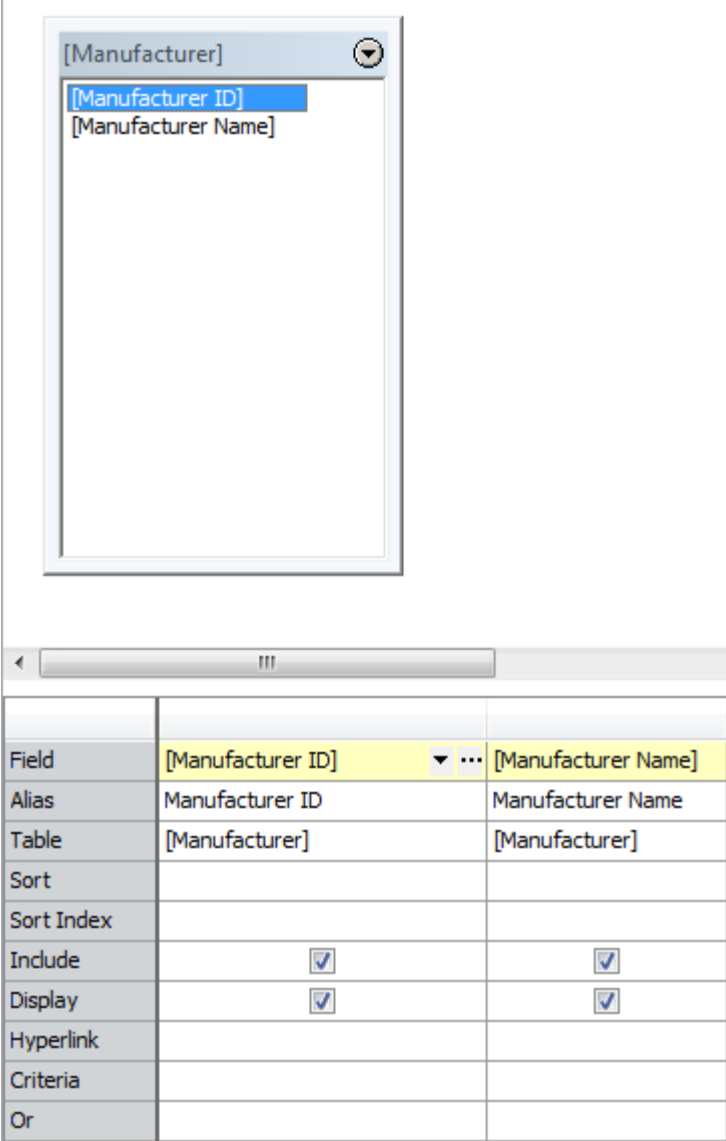 [Manufacturer]
[Manufacturer ID]
[Manufacturer Name]
Field [Manufacturer ID] [Manufacturer Name]
Alias Manufacturer ID Manufacturer Name
Table [Manufacturer] [Manufacturer]
Sort
Sort Index
Include
Display
Hyperlink
Criteria
Or